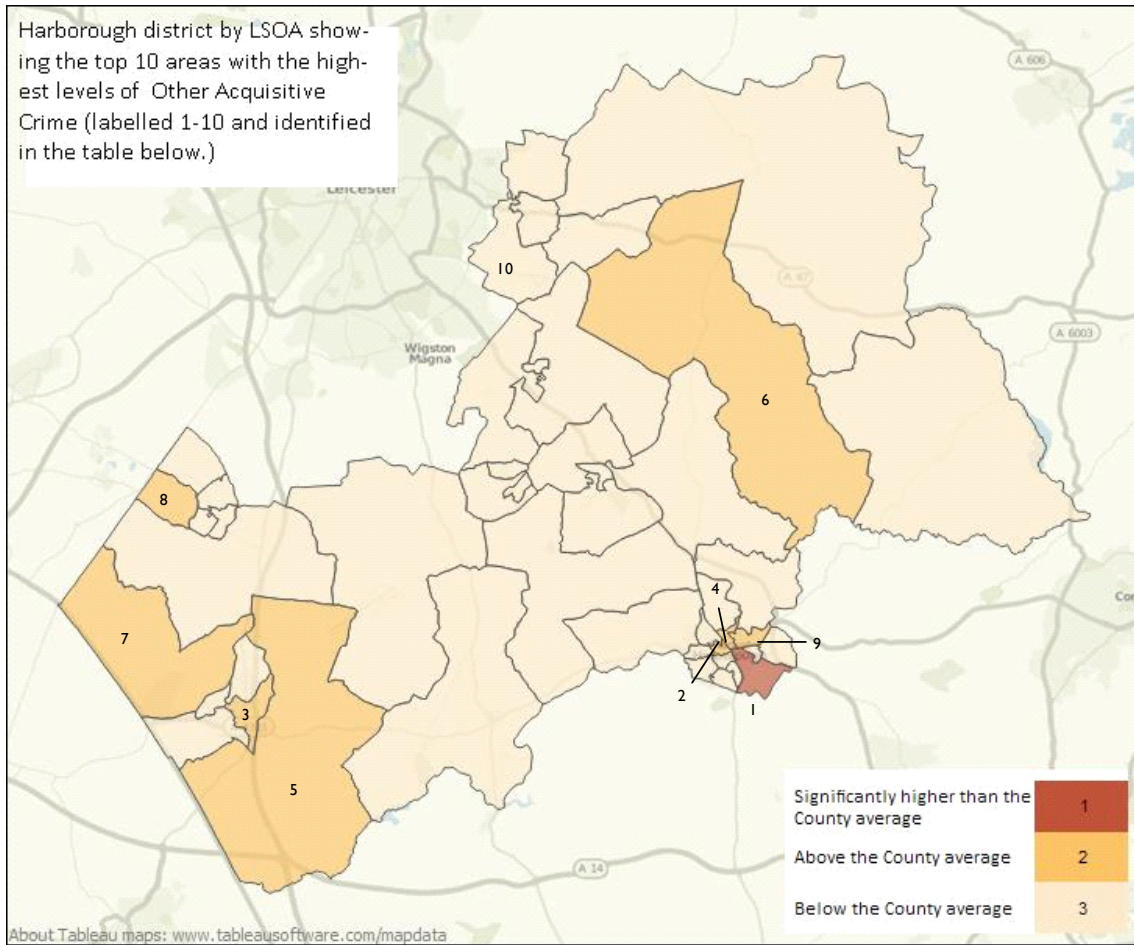 Harborough district by LSOA show-
ing the top 10 areas with the high-
est levels of Other Acquisitive
Crime (labelled 1-10 and identified
in the table below.)
Leicester
A 606
10
A 47
A 6003
Wigston
Magna
6
8
4
7
9
2
3
1
5
A 14
Significantly higher than the
County average
1
Above the County average
2
Below the County average
3
About Tableau maps: www.tableausoftware.com/mapdata